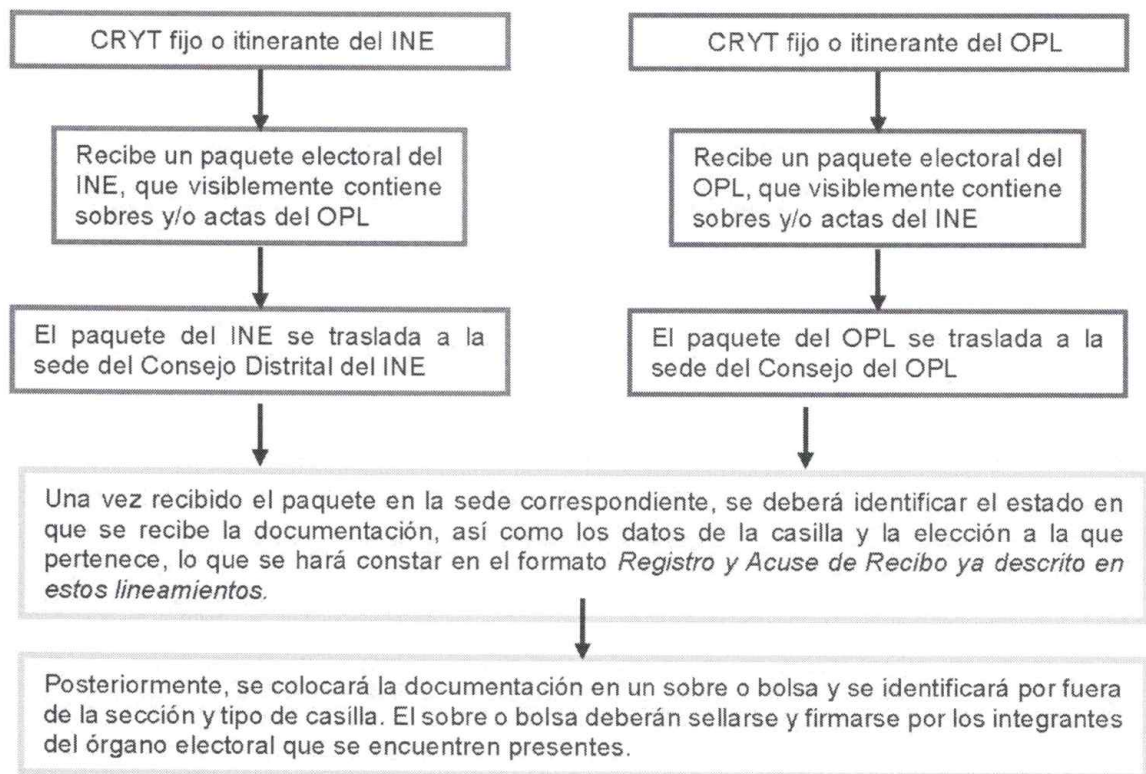 CRYT fijo o itinerante del INE
CRYT fijo o itinerante del OPL
Recibe un paquete electoral del
INE, que visiblemente contiene
sobres y/o actas del OPL
Recibe un paquete electoral del
OPL, que visiblemente contiene
sobres y/o actas del INE
El paquete del INE se traslada a la
sede del Consejo Distrital del INE
El paquete del OPL se traslada a la
sede del Consejo del OPL
Una vez recibido el paquete en la sede correspondiente, se deberá identificar el estado en
que se recibe la documentación, así como los datos de la casilla y la elección a la que
pertenece, lo que se hará constar en el formato Registro y Acuse de Recibo ya descrito en
estos lineamientos.
Posteriormente, se colocará la documentación en un sobre o bolsa y se identificará por fuera
de la sección y tipo de casilla. El sobre o bolsa deberán sellarse y firmarse por los integrantes
del órgano electoral que se encuentren presentes.